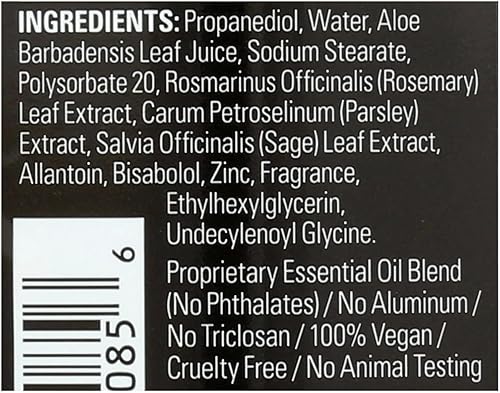 INGREDIENTS: Propanediol, Water, Aloe
Barbadensis Leaf Juice, Sodium Stearate,
Polysorbate 20, Rosmarinus Officinalis (Rosemary)
Leaf Extract, Carum Petroselinum (Parsley)
Extract, Salvia Officinalis (Sage) Leaf Extract,
Allantoin, Bisabolol, Zinc, Fragrance,
Ethylhexylglycerin,
Undecylenoyl Glycine.
Proprietary Essential Oil Blend
(No Phthalates) / No Aluminum /
No Triclosan / 100% Vegan /
Cruelty Free / No Animal Testing
085 6